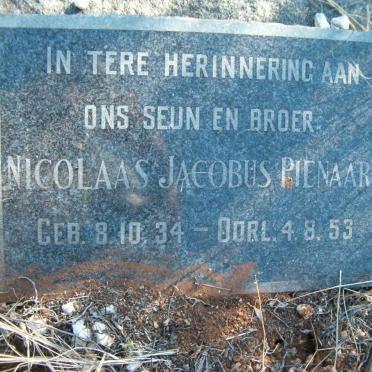 IN TERE HERINNERING AAN
ONS SEUN EN BROER.
NICOLAAS JACOBUS PIENAAR
GEB. 8.10.34 – OORL. 4.8.53